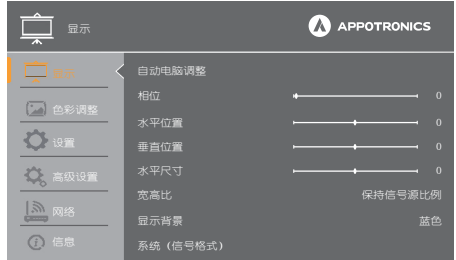 显示
APPOTRONICS
自动电脑调整
相位 0
色彩调整
水平位置 0
设置
垂直位置 0
高级设置
水平尺寸 0
宽高比 保持信号源比例
网络
显示背景 蓝色
信息
系统（信号格式）